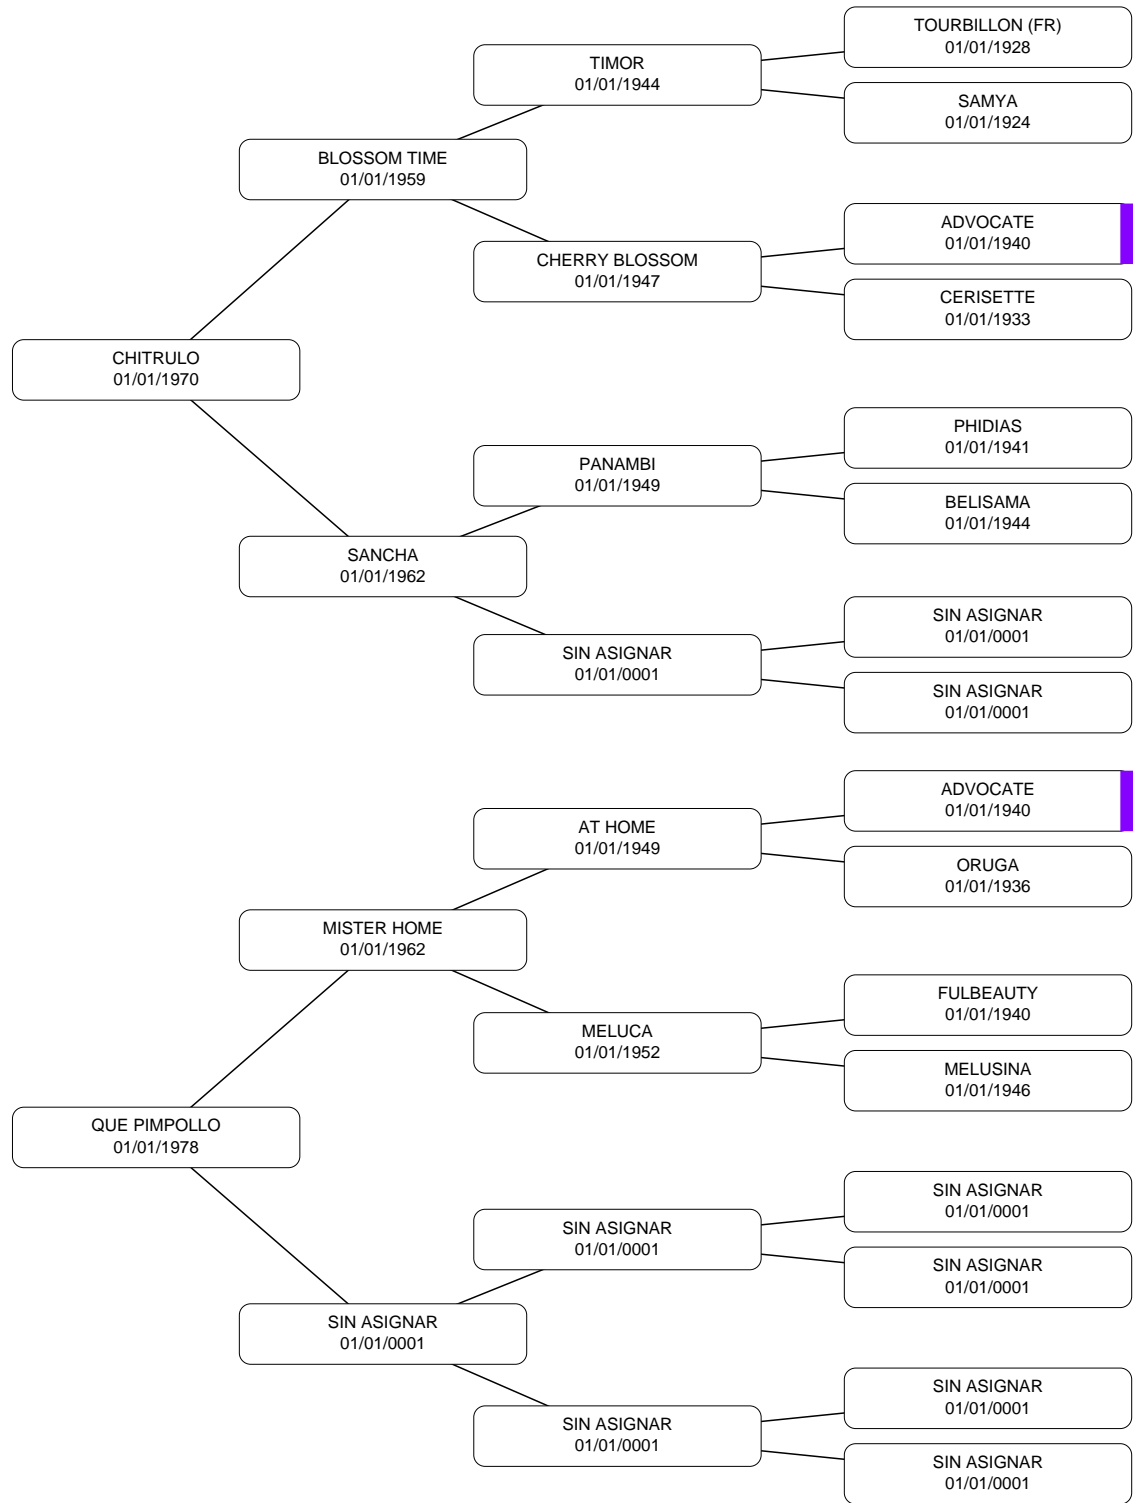 TOURBILLON (FR)
01/01/1928
TIMOR
01/01/1944
SAMYA
01/01/1924
BLOSSOM TIME
01/01/1959
ADVOCATE
01/01/1940
CHERRY BLOSSOM
01/01/1947
CERISETTE
01/01/1933
CHITRULO
01/01/1970
PHIDIAS
01/01/1941
PANAMBI
01/01/1949
BELISAMA
01/01/1944
SANCHA
01/01/1962
SIN ASIGNAR
01/01/0001
SIN ASIGNAR
01/01/0001
SIN ASIGNAR
01/01/0001
ADVOCATE
01/01/1940
AT HOME
01/01/1949
ORUGA
01/01/1936
MISTER HOME
01/01/1962
FULBEAUTY
01/01/1940
MELUCA
01/01/1952
MELUSINA
01/01/1946
QUE PIMPOLLO
01/01/1978
SIN ASIGNAR
01/01/0001
SIN ASIGNAR
01/01/0001
SIN ASIGNAR
01/01/0001
SIN ASIGNAR
01/01/0001
SIN ASIGNAR
01/01/0001
SIN ASIGNAR
01/01/0001
SIN ASIGNAR
01/01/0001